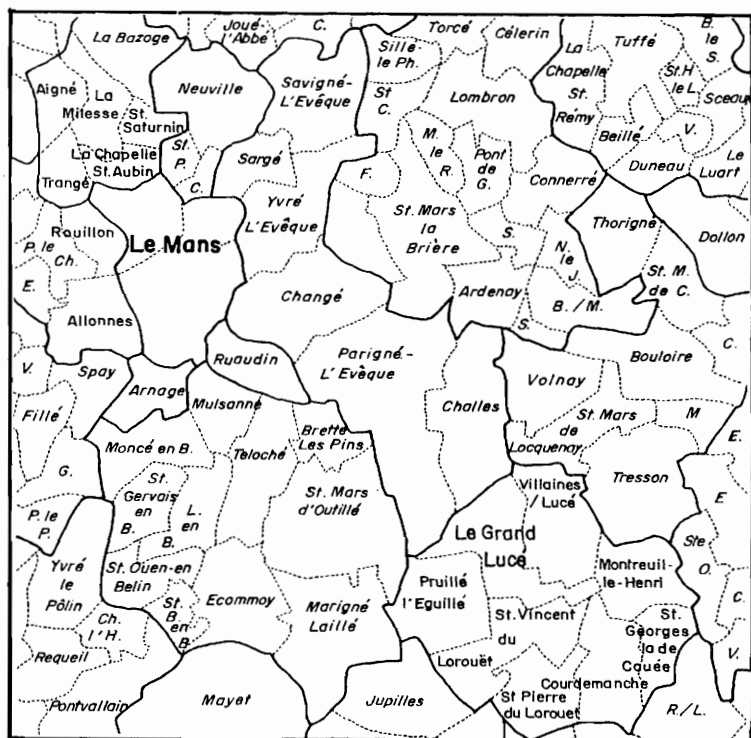 La Bazoge
Joué
l'Abbé
C.
Torcé
Célerin
Sillé
le Ph.
La
Chapelle
St.
Rémy
Tuffé
B.
le
S.
St.H
le L.
Sceaux
Aigné
La
Milesse
St.
Saturnin
Neuville
Savigné-
L'Evêque
St
C.
Lombron
La Chapelle
St. Aubin
St.
P.
C.
Sargé
M.
le
R.
Pont
de
G.
Beillé
V.
Duneau
Le
Luart
Trangé
F.
Connerré
Yvré
L'Evêque
St. Mars
la
Brière
Rouillon
P. le
Ch.
Le Mans
S.
N.
le
J.
Thorigné
Dollon
E.
Changé
Ardenay
S.
B./M.
St. M.
de C.
Allonnes
Ruaudin
Parigné-
L'Evêque
Bouloire
C.
V.
Spay
Arnage
Volnay
Fillé
Mulsanne
Challes
St. Mars
de
Locquenay
M
Brette
Les Pins
Moncé en B.
Teloché
E.
G.
St.
Gervais
en
B.
L.
en
B.
St. Mars
d'Outillé
Villaines
/Lucé
Tresson
E
P. le
P.
Le Grand
Lucé
Ste
O.
Yvré
le
Pôlin
St. Ouen-en
Belin
Ecommoy
Marigné
Laillé
Pruillé
l'Eguillé
Montreuil-
le-Henri
C.
Ch.
l'H.
St.
B
en
B
St. Vincent
du
St.
Gèorges
la de
Couée
V.
Requeil
Lorouët
Courdemanche
Pontvallain
Mayet
Jupilles
St Pierre
du Lorouet
R./L.